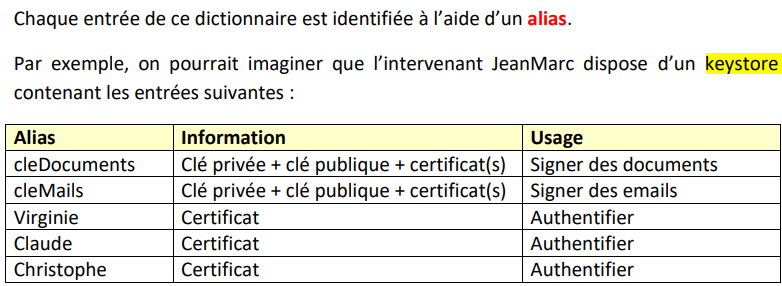 Chaque entrée de ce dictionnaire est identifiée à l'aide d'un alias.
Par exemple, on pourrait imaginer que l'intervenant JeanMarc dispose d'un keystore
contenant les entrées suivantes :
Alias Information Usage
cleDocuments Clé privée + clé publique + certificat(s) Signer des documents
cleMails Clé privée + clé publique + certificat(s) Signer des emails
Virginie Certificat Authentifier
Claude Certificat Authentifier
Christophe Certificat Authentifier